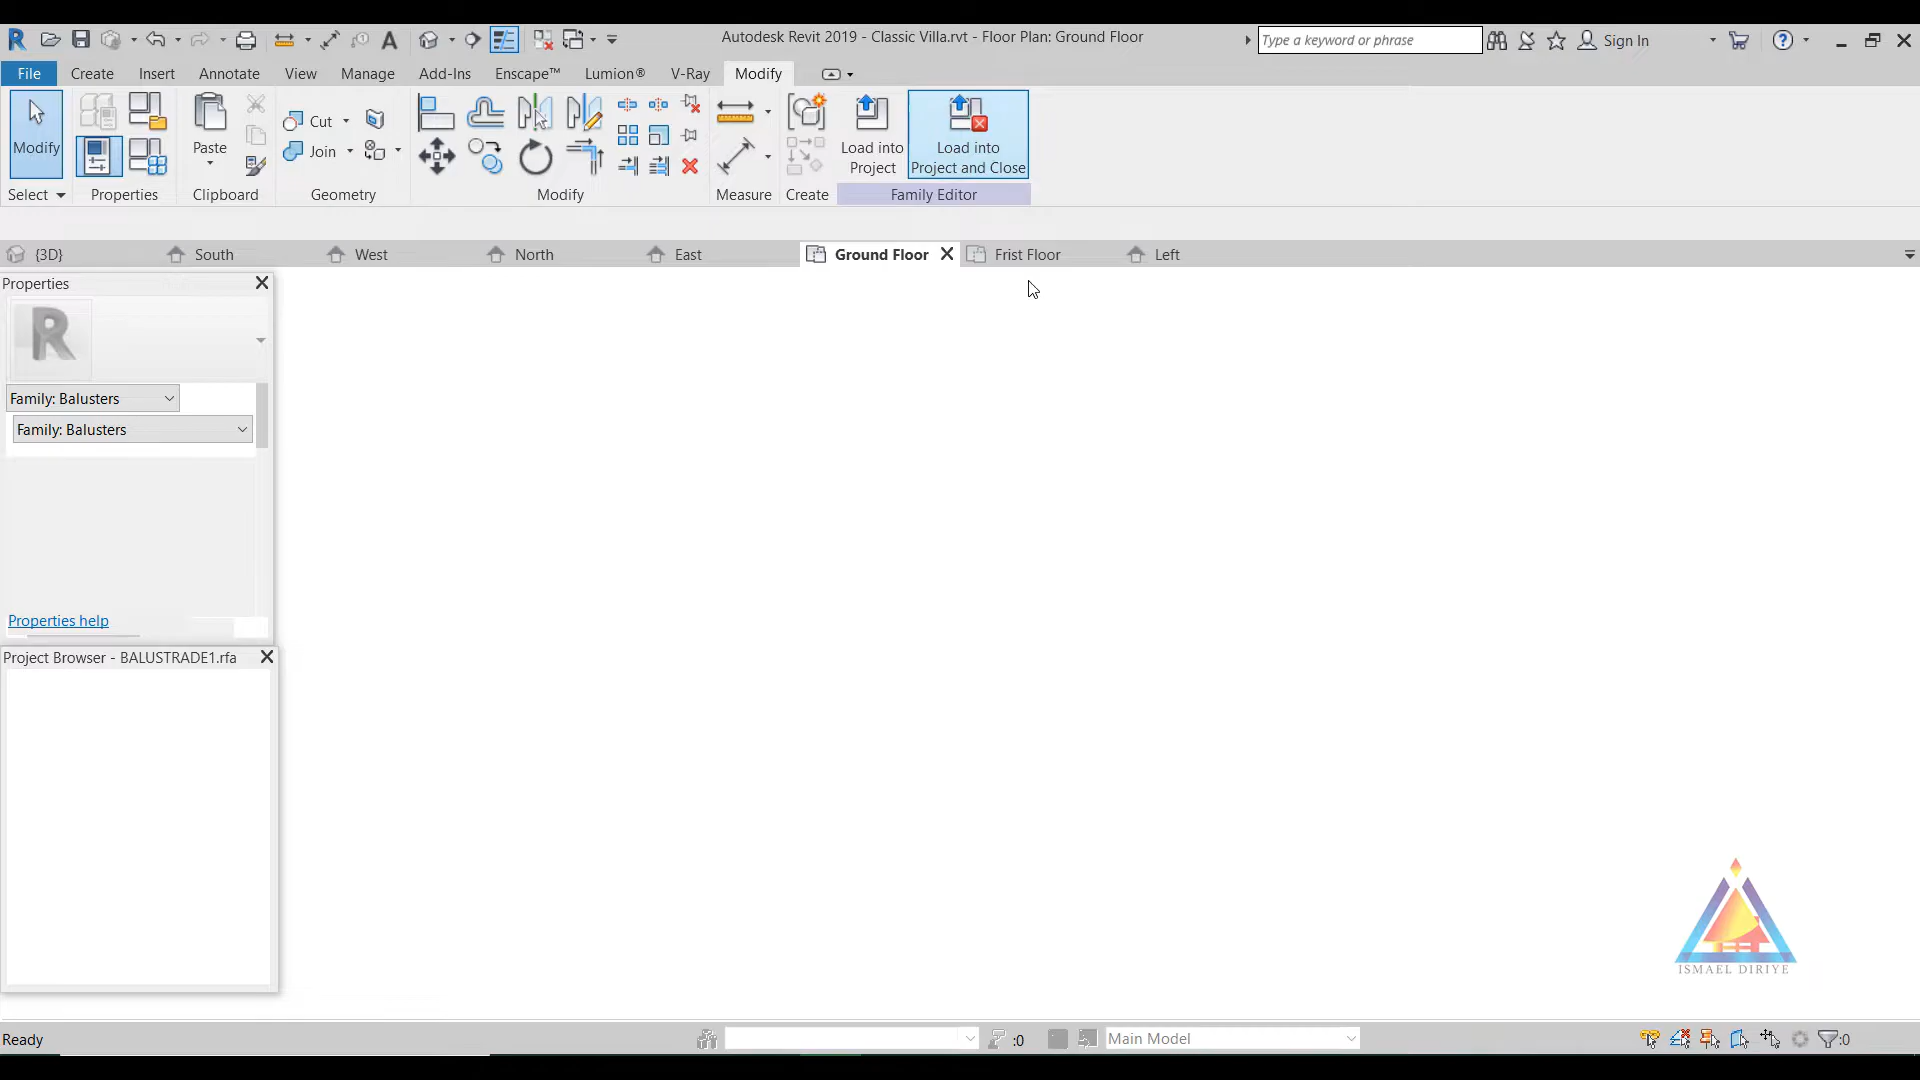 Autodesk Revit 2019 - Classic Villa.rvt - Floor Plan: Ground Floor
Type a keyword or phrase
Sign In
File Create Insert Annotate View Manage Add-Ins Enscape™ Lumion® V-Ray Modify
Modify
Paste
Cut
Join
Load into Project
Load into Project and Close
Select Properties Clipboard Geometry Modify Measure Create Family Editor
{3D} South West North East Ground Floor Frist Floor Left
Properties
Family: Balusters
Family: Balusters
Properties help
Project Browser - BALUSTRADE1.rfa
ISMAEL DIRIYE
Ready
:0
Main Model
:0